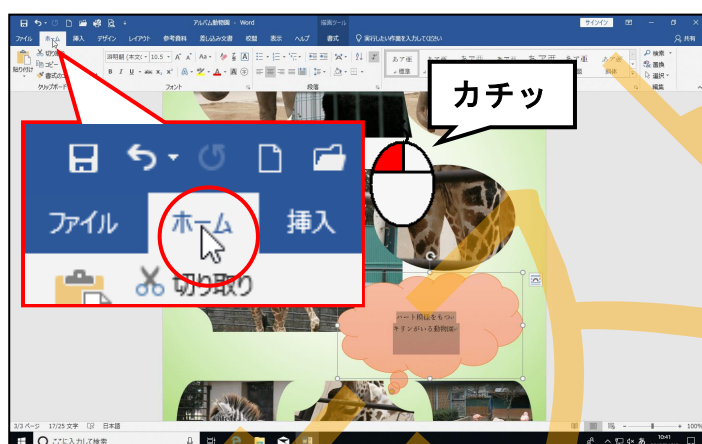 アルバム動物園 - Word
描画ツール
サインイン
ファイル ホーム 挿入 デザイン レイアウト 参考資料 差し込み文書 校閲 表示 ヘルプ 書式 実行したい作業を入力してください 共有
切り取り
コピー
貼り付け
クリップボード
フォント
段落
検索
置換
選択
編集
カチッ
ファイル ホーム 挿入
切り取り
ハート模様をもつ
キリンがいる動物園
3/3 ページ 17/25 文字 日本語 100%
ここに入力して検索
あ
10:41